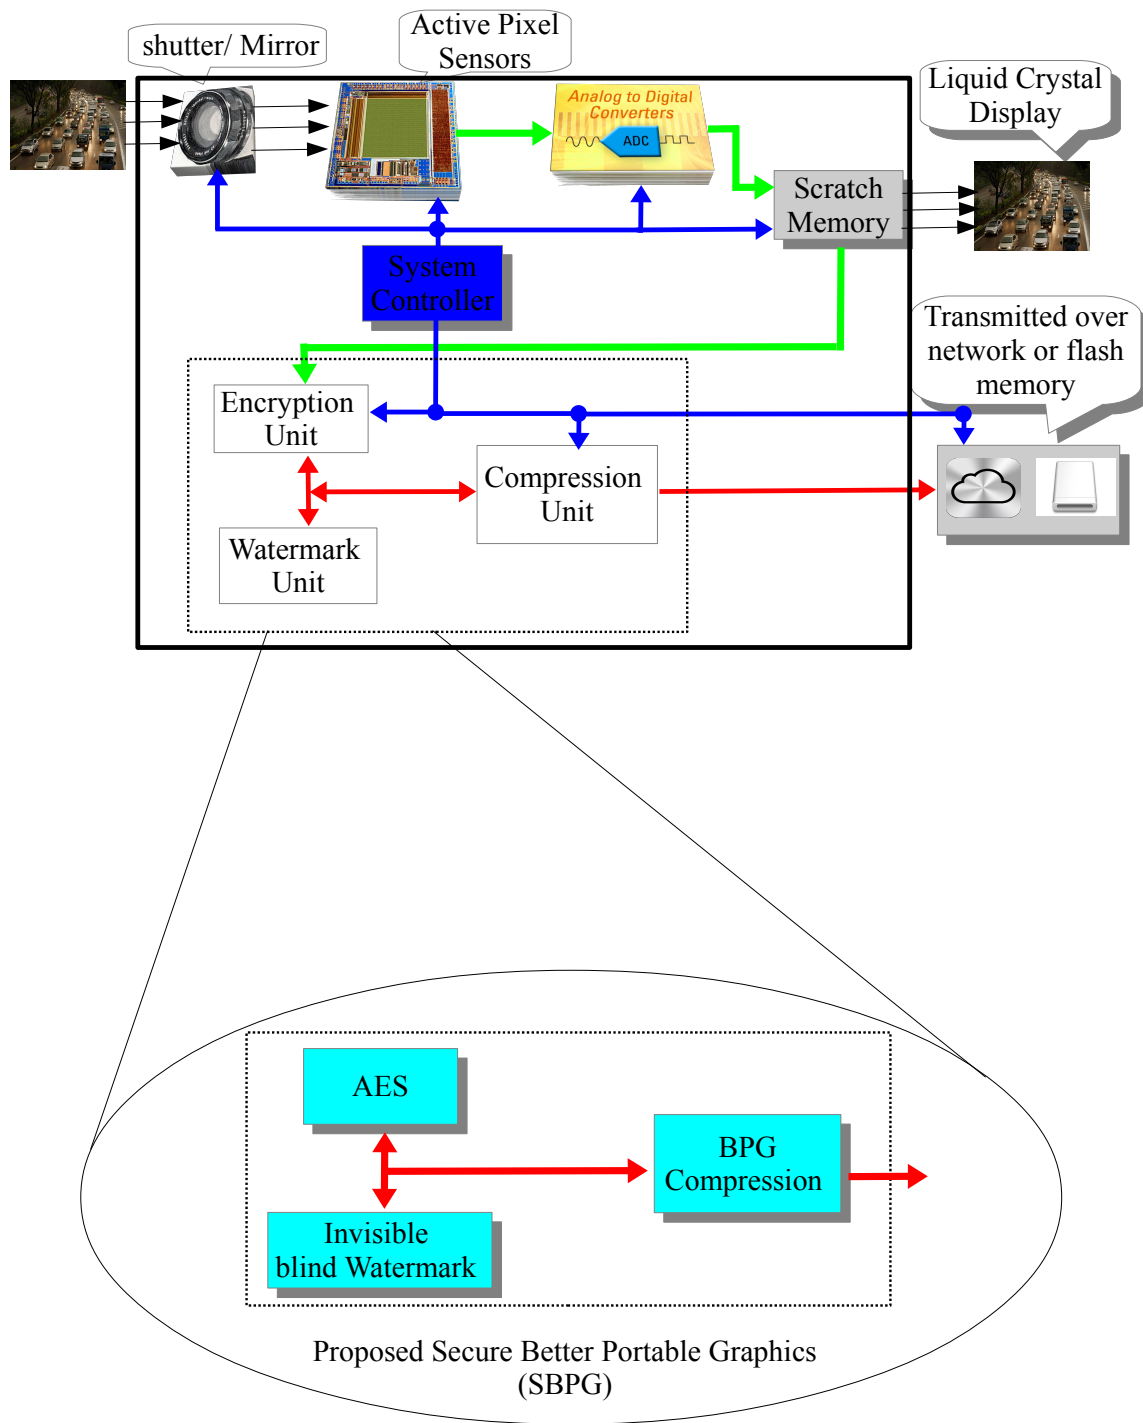 shutter/ Mirror
Active Pixel
Sensors
Analog to Digital
Converters
ADC
Liquid Crystal
Display
Scratch
Memory
System
Controller
Transmitted over
network or flash
memory
Encryption
Unit
Compression
Unit
Watermark
Unit
AES
BPG
Compression
Invisible
blind Watermark
Proposed Secure Better Portable Graphics
(SBPG)